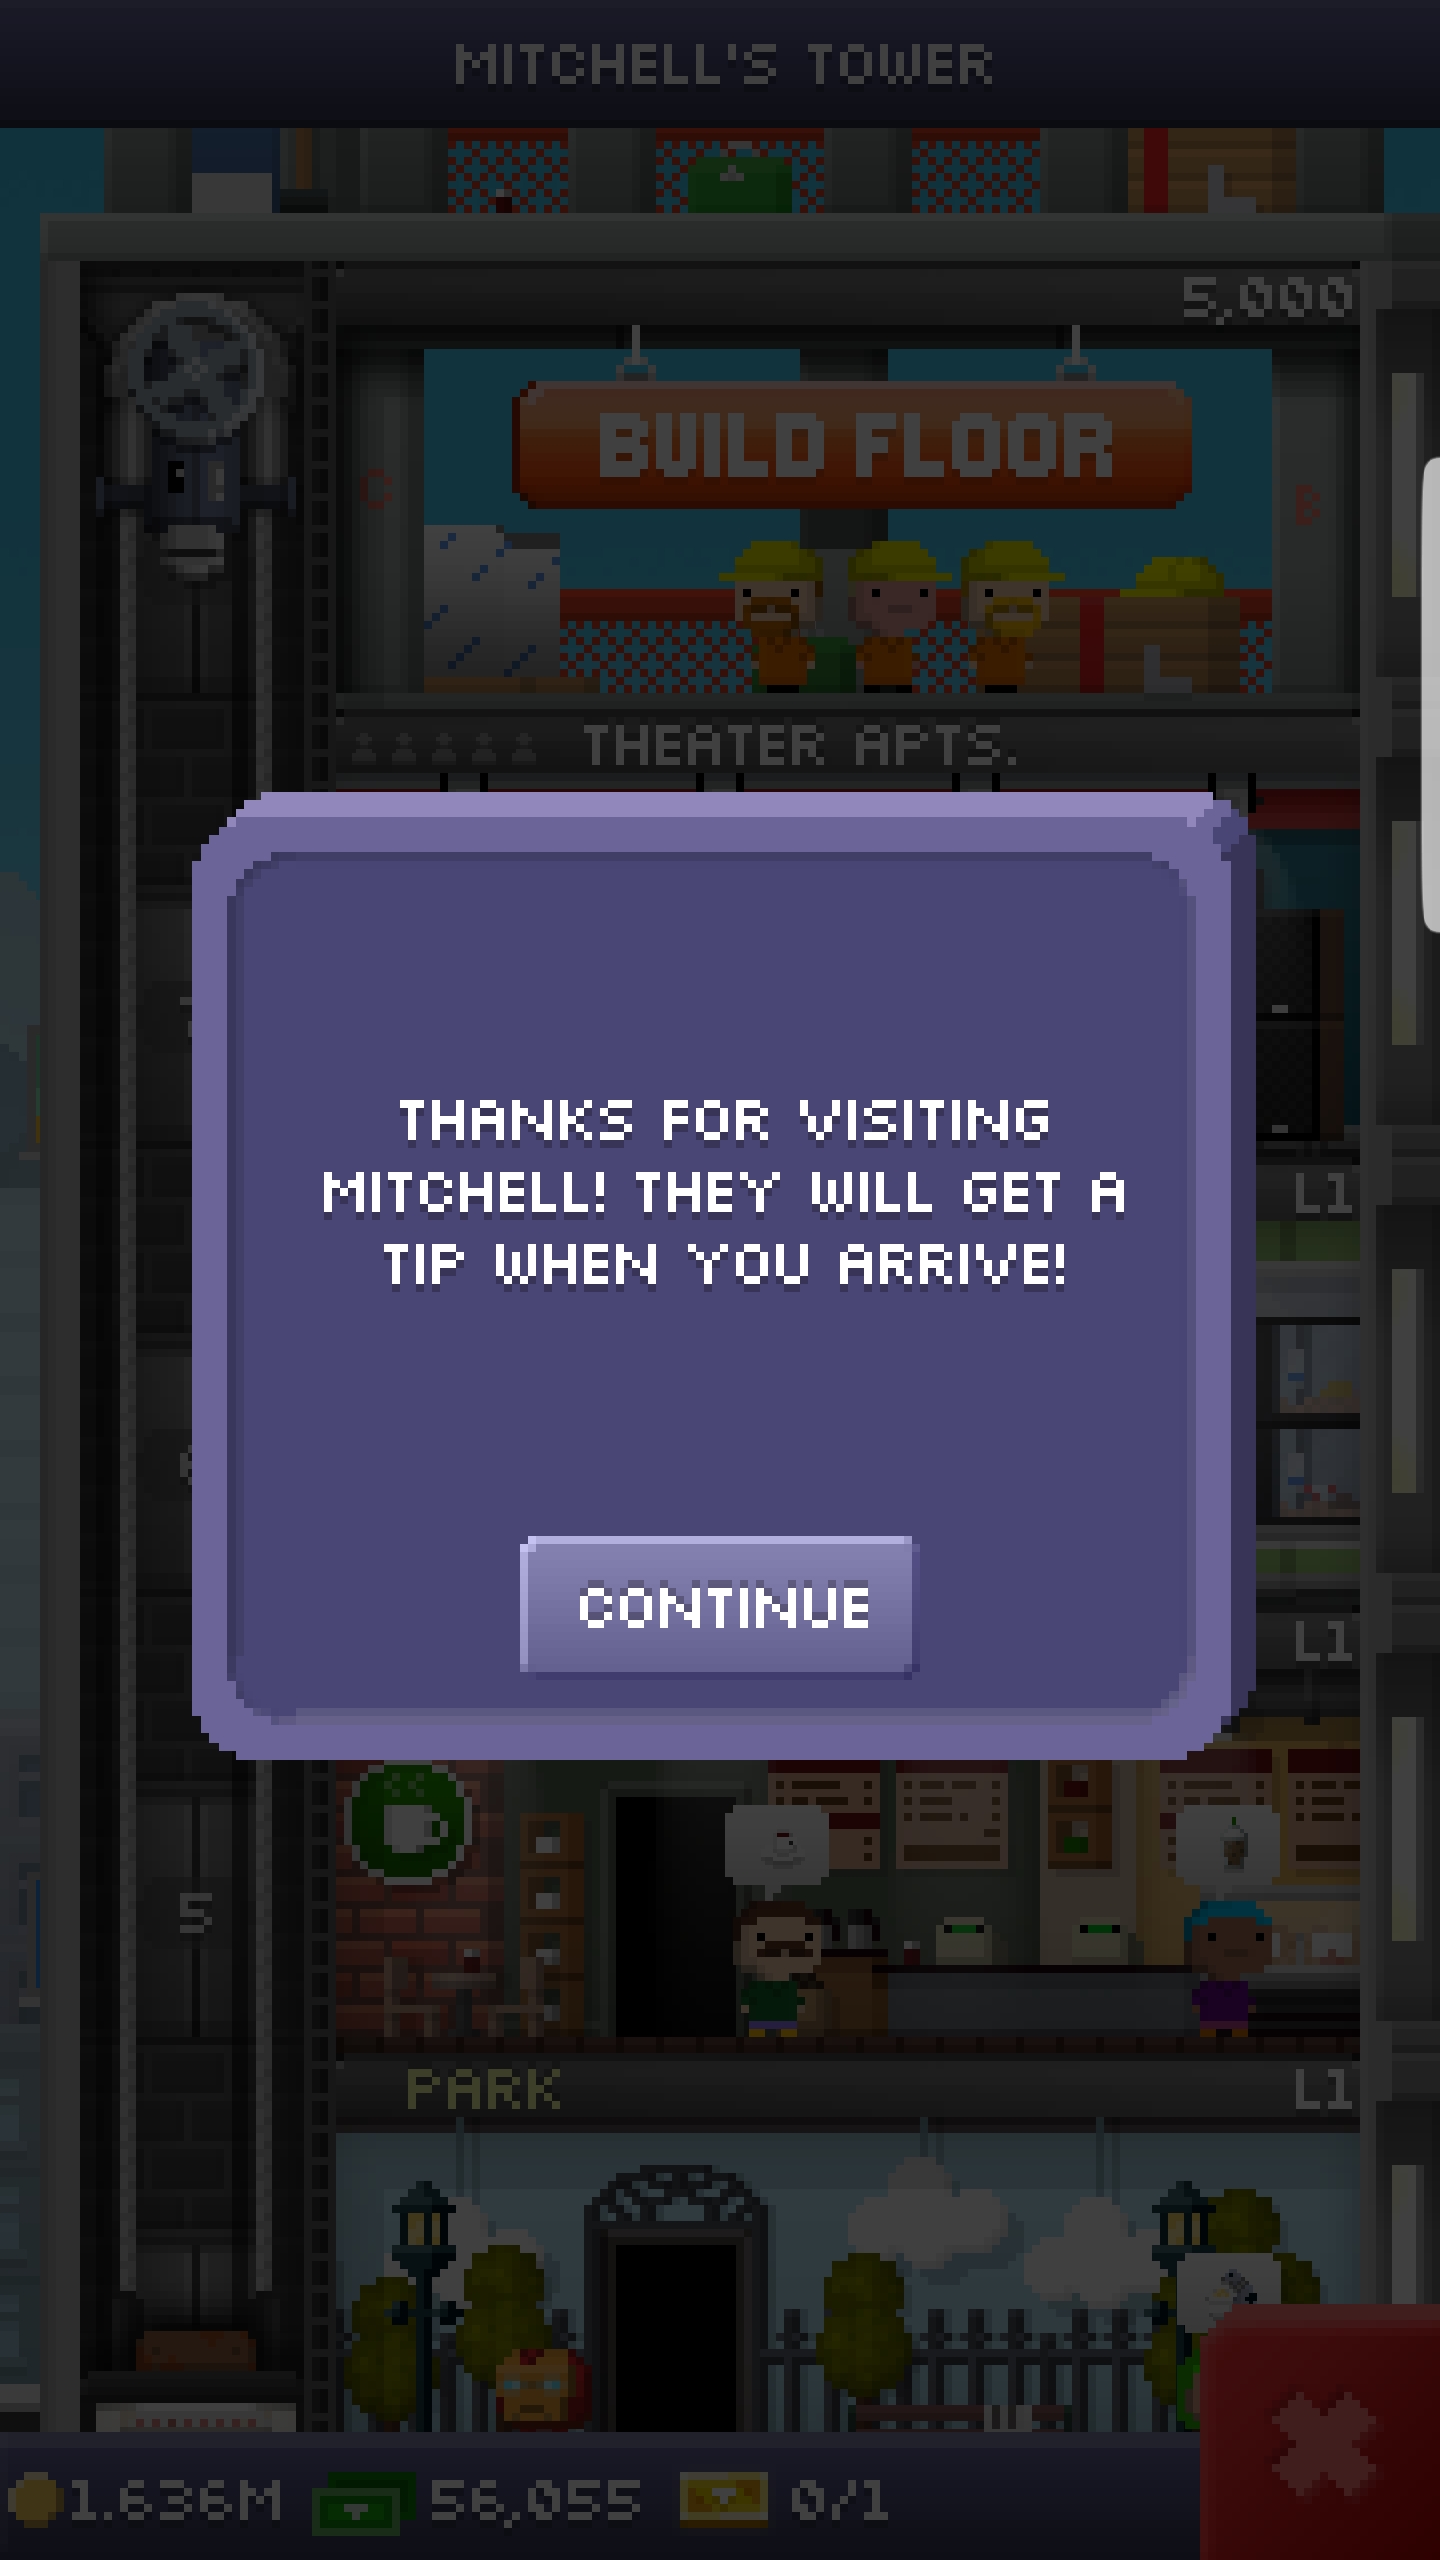 MITCHELL'S TOWER
5,000
BUILD FLOOR
C
B
THEATER APTS.
THANKS FOR VISITING
MITCHELL! THEY WILL GET A
TIP WHEN YOU ARRIVE!
L1
L1
CONTINUE
5
PARK
L1
1.636M
56,055
0/1